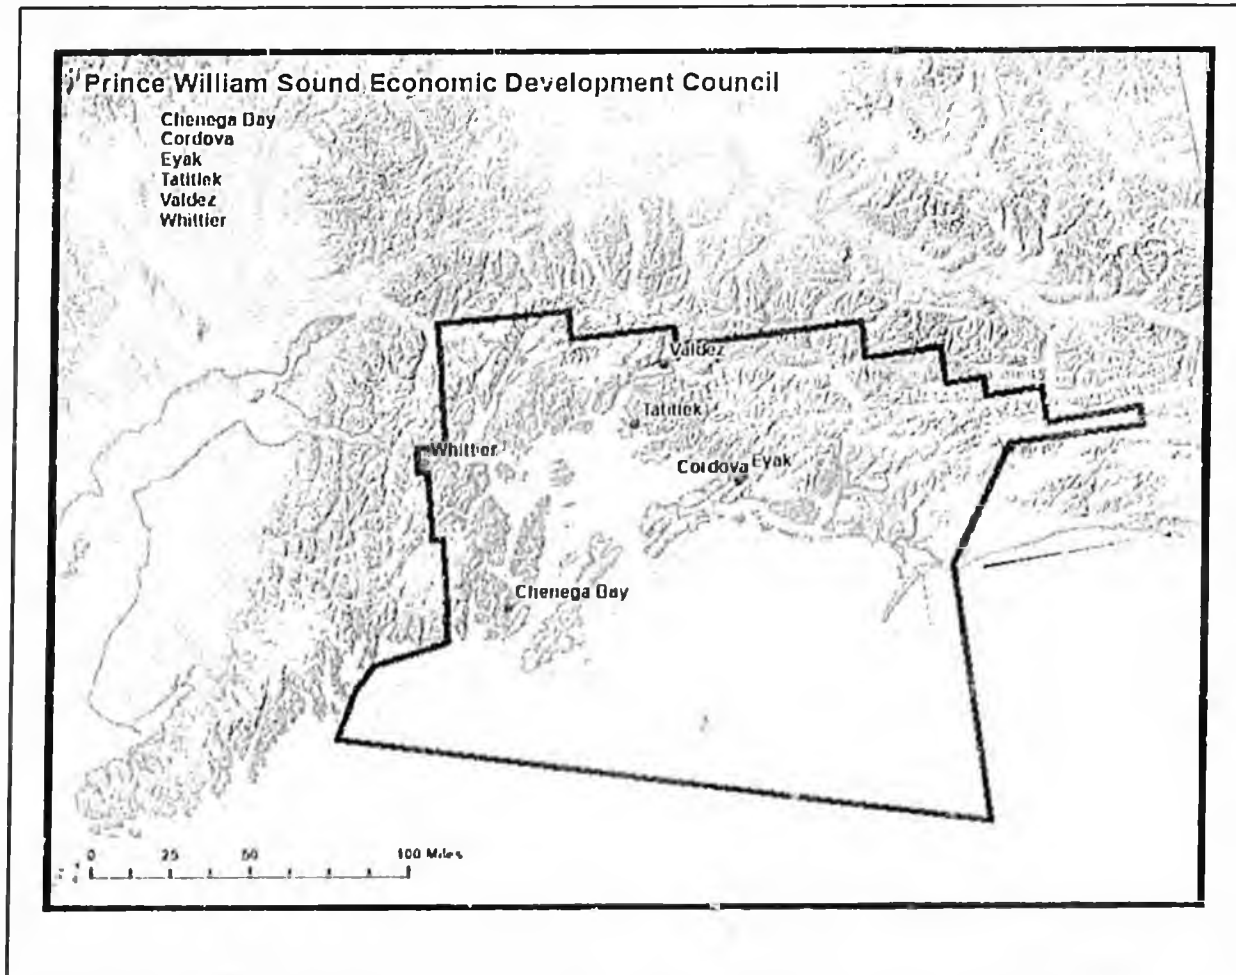 Prince William Sound Economic Development Council
Chenega Bay
Cordova
Eyak
Tatitlek
Valdez
Whittier
Valdez
Tatitlek
Whittier
Cordova Eyak
Chenega Bay
0 25 50 100 Miles